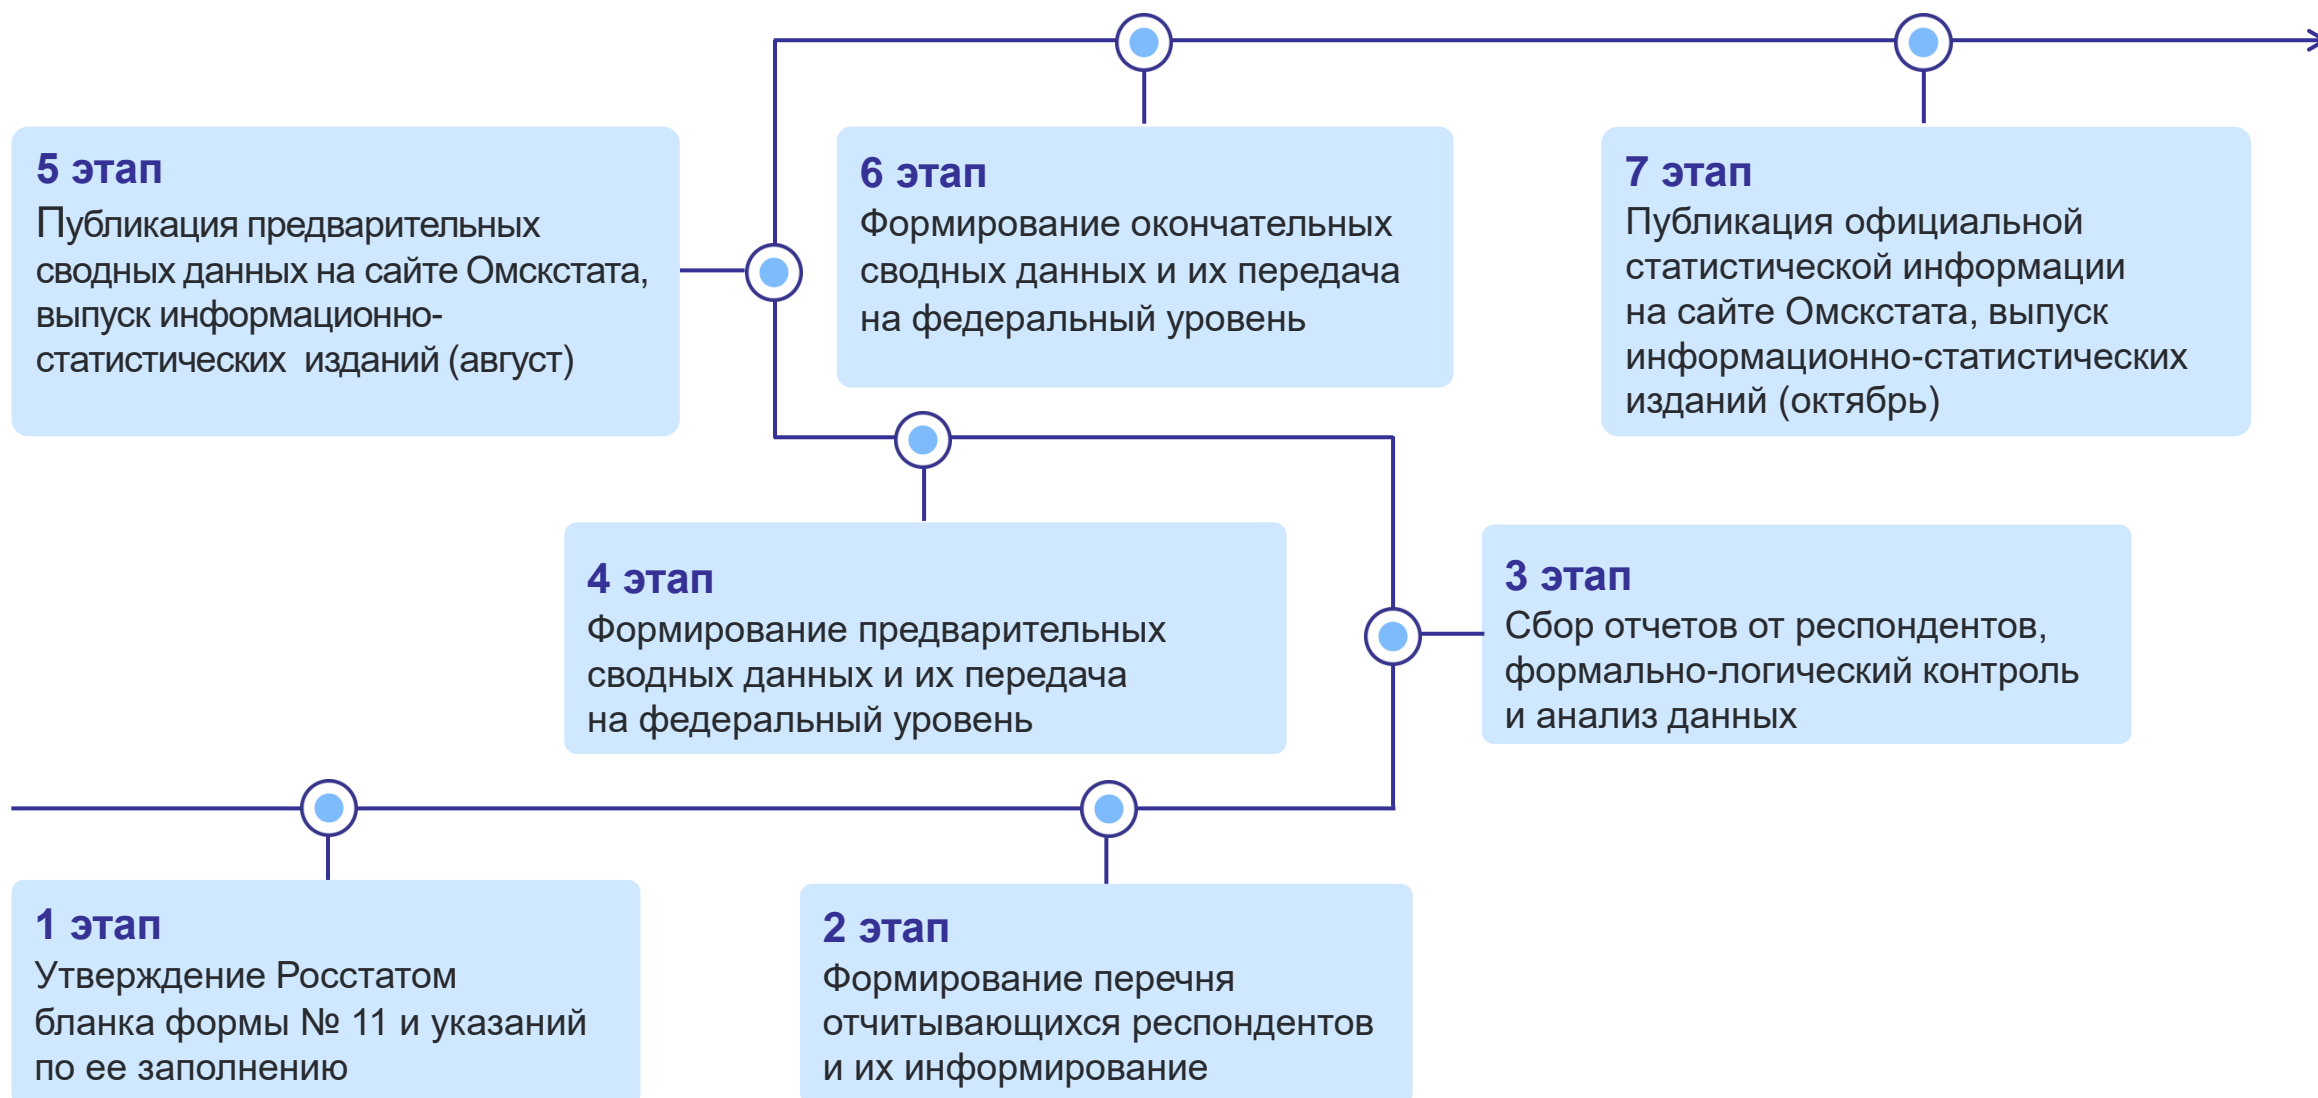 5 этап
Публикация предварительных
сводных данных на сайте Омскстата,
выпуск информационно-
статистических изданий (август)
6 этап
Формирование окончательных
сводных данных и их передача
на федеральный уровень
7 этап
Публикация официальной
статистической информации
на сайте Омскстата, выпуск
информационно-статистических
изданий (октябрь)
4 этап
Формирование предварительных
сводных данных и их передача
на федеральный уровень
3 этап
Сбор отчетов от респондентов,
формально-логический контроль
и анализ данных
1 этап
Утверждение Росстатом
бланка формы № 11 и указаний
по ее заполнению
2 этап
Формирование перечня
отчитывающихся респондентов
и их информирование